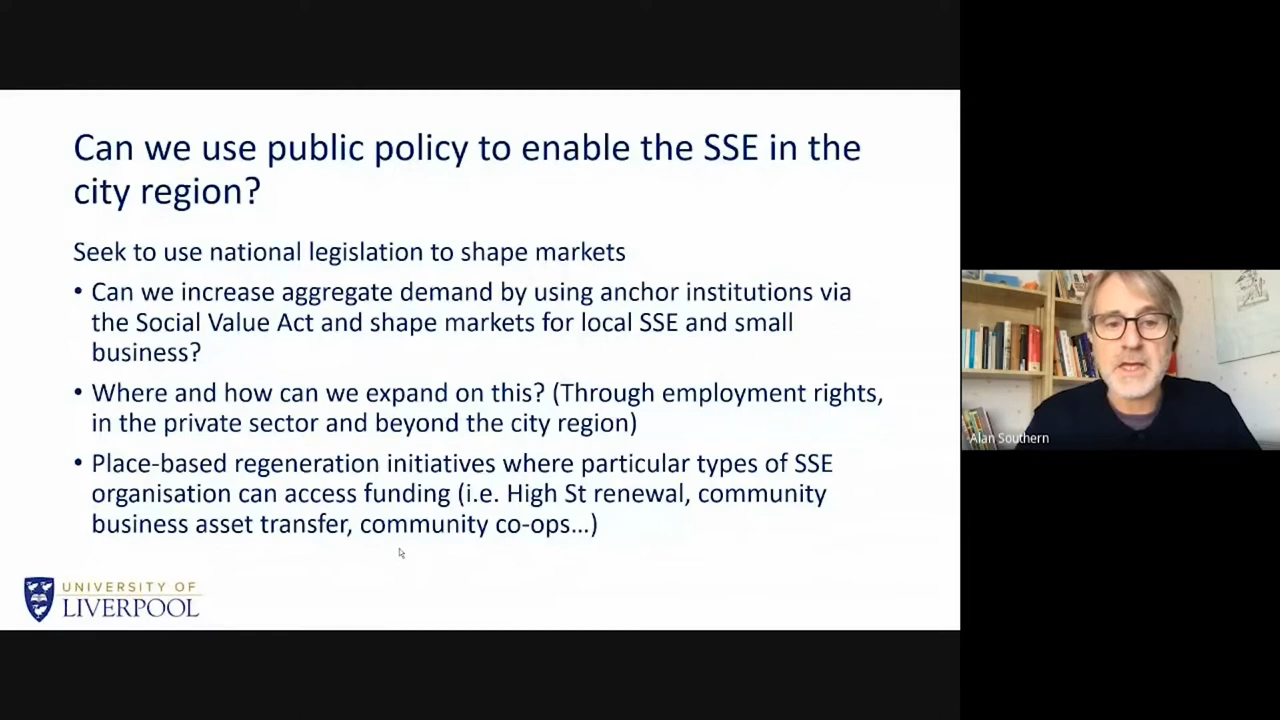 Can we use public policy to enable the SSE in the
city region?
Seek to use national legislation to shape markets
• Can we increase aggregate demand by using anchor institutions via
the Social Value Act and shape markets for local SSE and small
business?
• Where and how can we expand on this? (Through employment rights,
in the private sector and beyond the city region)
• Place-based regeneration initiatives where particular types of SSE
organisation can access funding (i.e. High St renewal, community
business asset transfer, community co-ops...)
UNIVERSITY OF
LIVERPOOL
Alan Southern